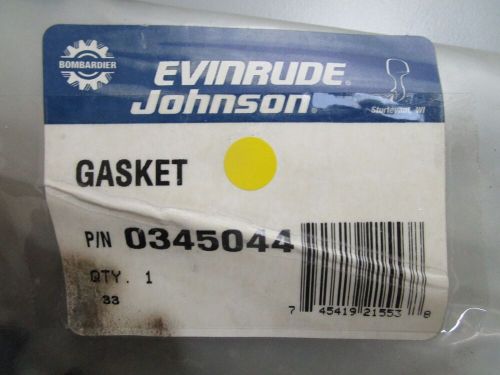 BOMBARDIER
EVINRUDE®
Johnson®
Sturtevant, WI
GASKET
P/N 0345044
QTY. 1
33
7 45419 21553 8